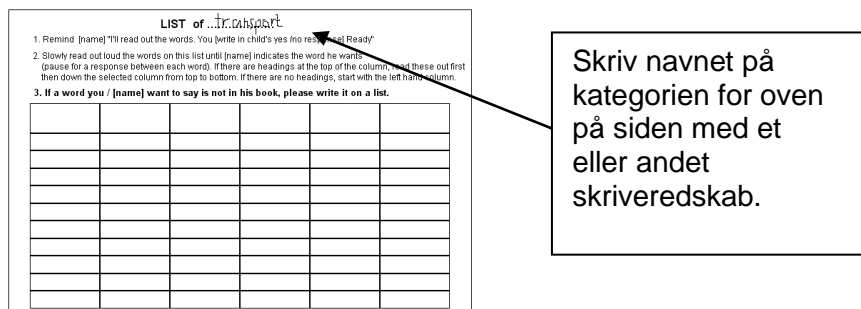 LIST of ...transport...
1. Remind [name] "I'll read out the words. You [write in child's yes /no response] Ready"
2. Slowly read out loud the words on this list until [name] indicates the word he wants
(pause for a response between each word). If there are headings at the top of the column, read these out first
then down the selected column from top to bottom. If there are no headings, start with the left hand column.
3. If a word you / [name] want to say is not in his book, please write it on a list.
Skriv navnet på
kategorien for oven
på siden med et
eller andet
skriveredskab.